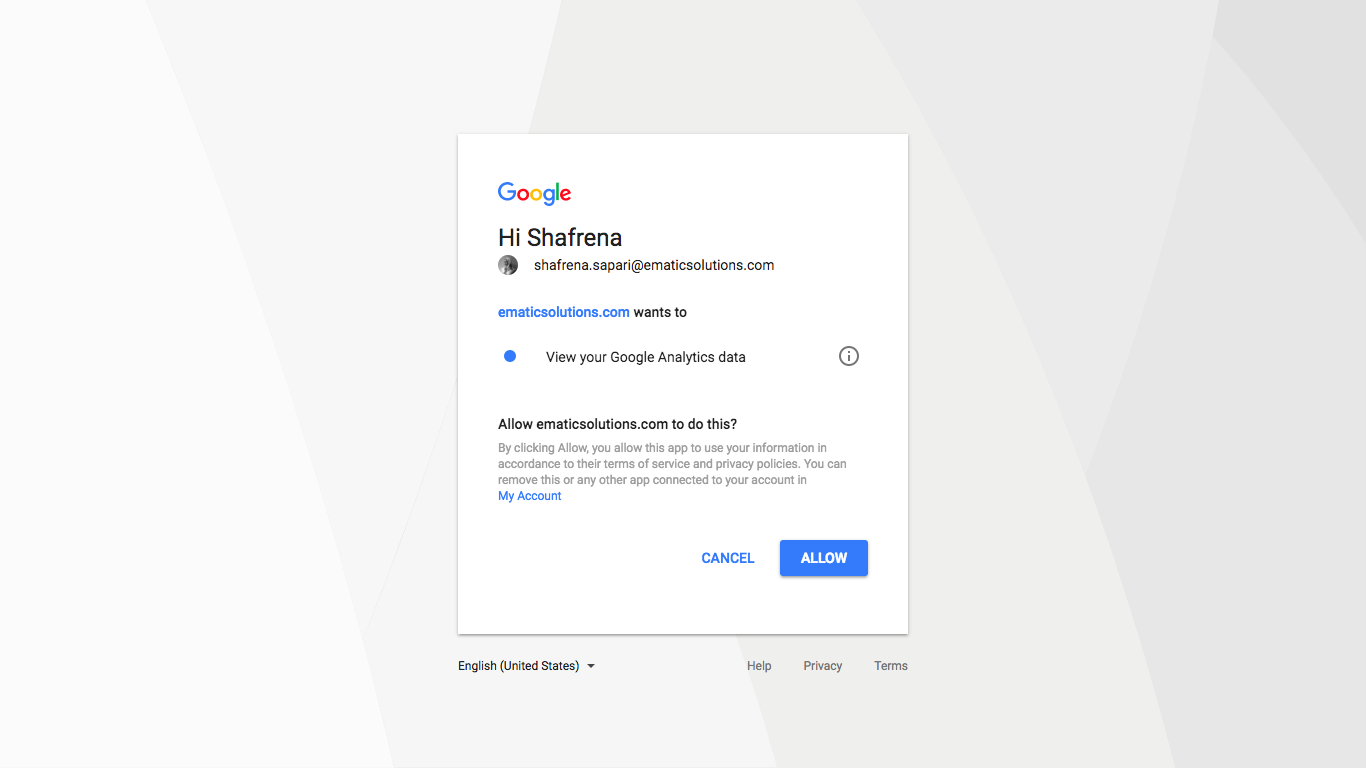 Google
Hi Shafrena
shafrena.sapari@ematicsolutions.com
ematicsolutions.com wants to
View your Google Analytics data
Allow ematicsolutions.com to do this?
By clicking Allow, you allow this app to use your information in
accordance to their terms of service and privacy policies. You can
remove this or any other app connected to your account in
My Account
CANCEL ALLOW
English (United States) Help Privacy Terms